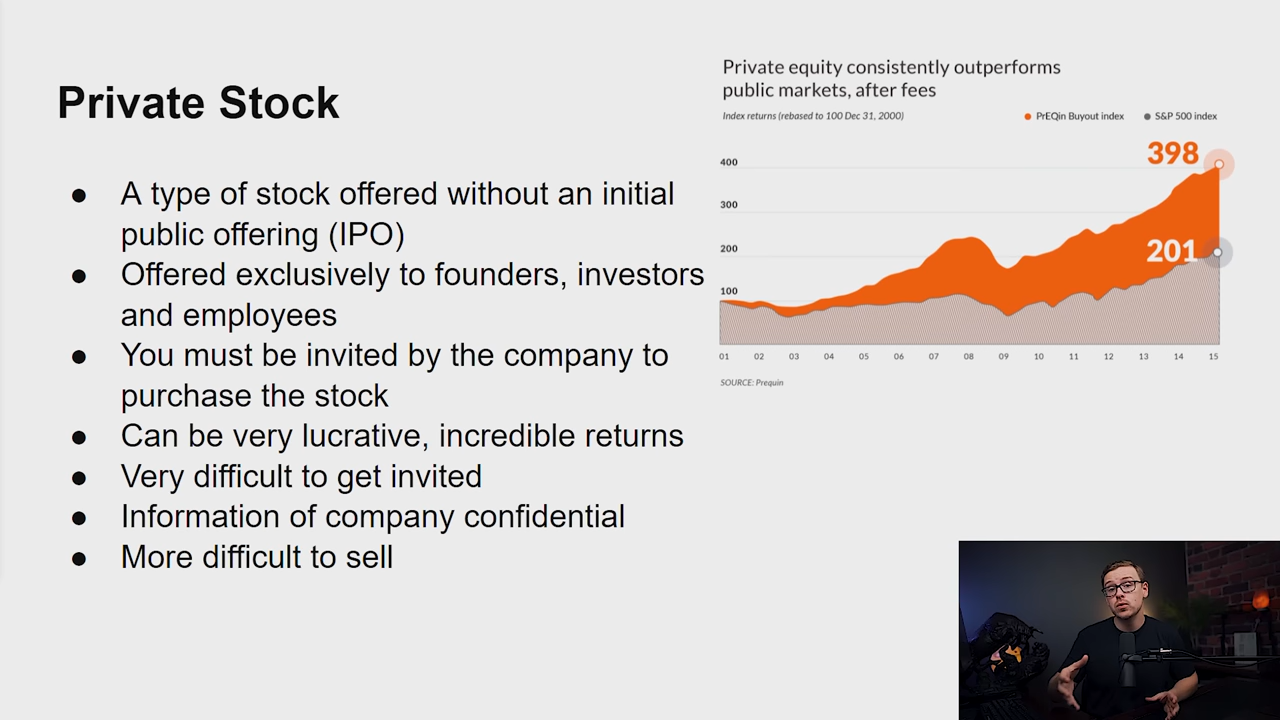 Private Stock
● A type of stock offered without an initial
public offering (IPO)
● Offered exclusively to founders, investors
and employees
● You must be invited by the company to
purchase the stock
● Can be very lucrative, incredible returns
● Very difficult to get invited
● Information of company confidential
● More difficult to sell
Private equity consistently outperforms
public markets, after fees
Index returns (rebased to 100 Dec 31, 2000) ● PrEQin Buyout index ● S&P 500 index
398
400
300
201
200
100
01 02 03 04 05 06 07 08 09 10 11 12 13 14 15
SOURCE: Prequin